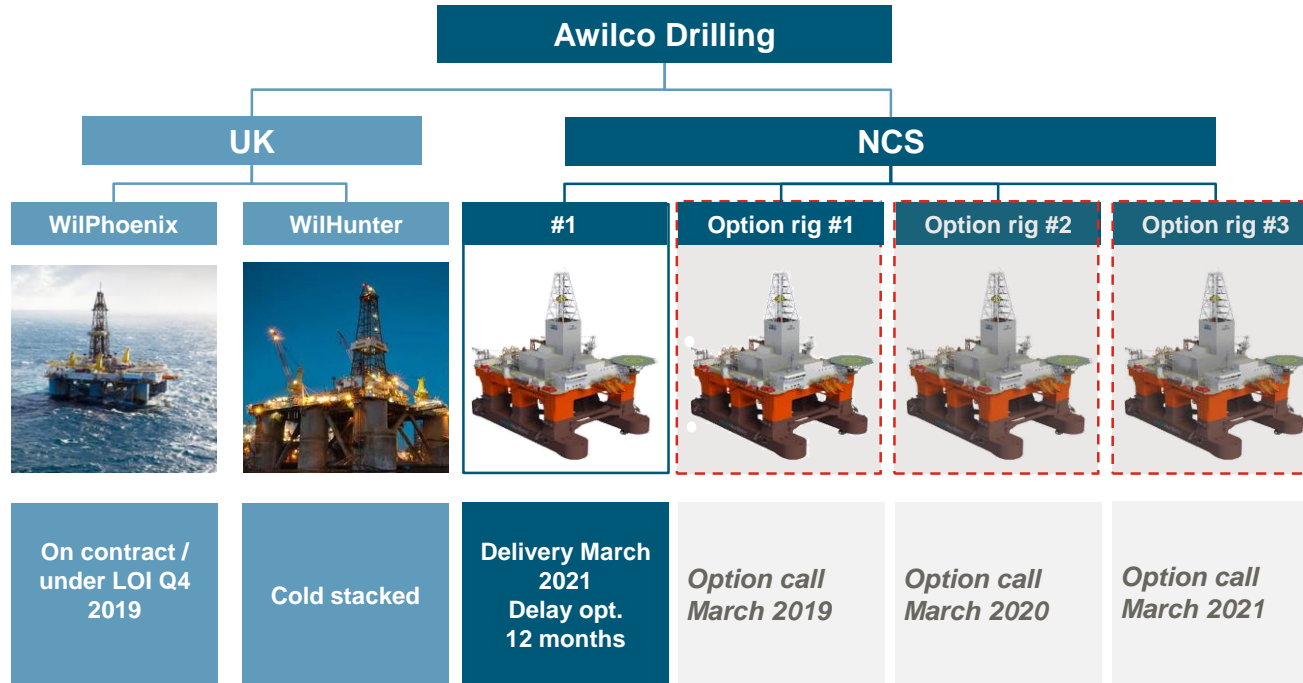 Awilco Drilling
UK
NCS
WilPhoenix
WilHunter
#1
Option rig #1
Option rig #2
Option rig #3
On contract /
under LOI Q4
2019
Cold stacked
Delivery March
2021
Delay opt.
12 months
Option call
March 2019
Option call
March 2020
Option call
March 2021